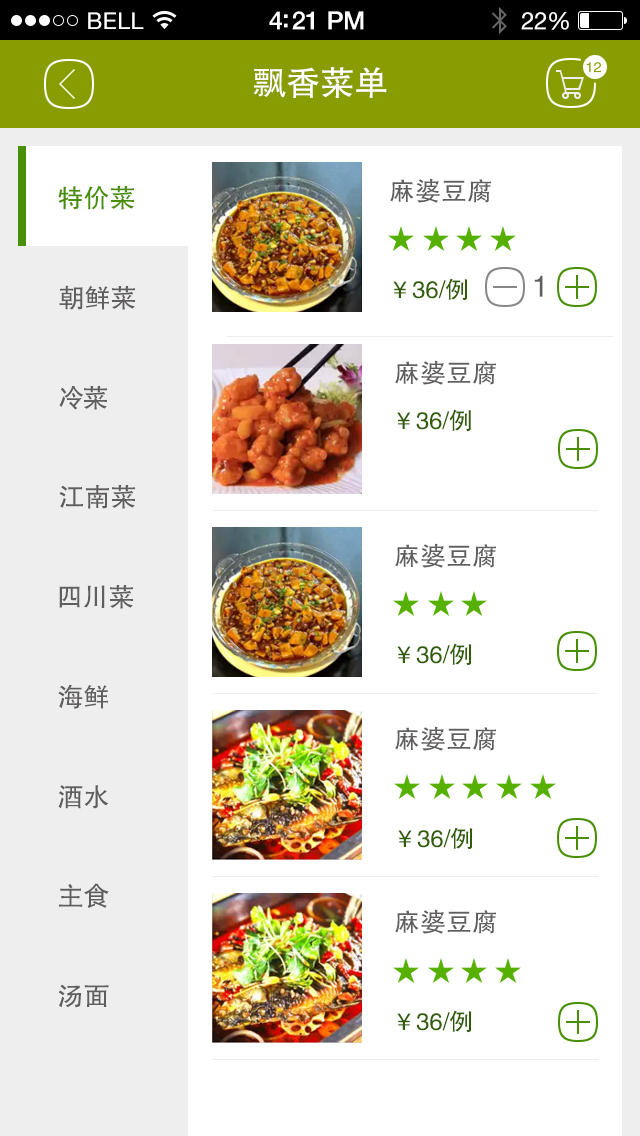 BELL 4:21 PM 22%
飘香菜单
12
特价菜
朝鲜菜
冷菜
江南菜
四川菜
海鲜
酒水
主食
汤面
麻婆豆腐
¥36/例 1
麻婆豆腐
¥36/例
麻婆豆腐
¥36/例
麻婆豆腐
¥36/例
麻婆豆腐
¥36/例